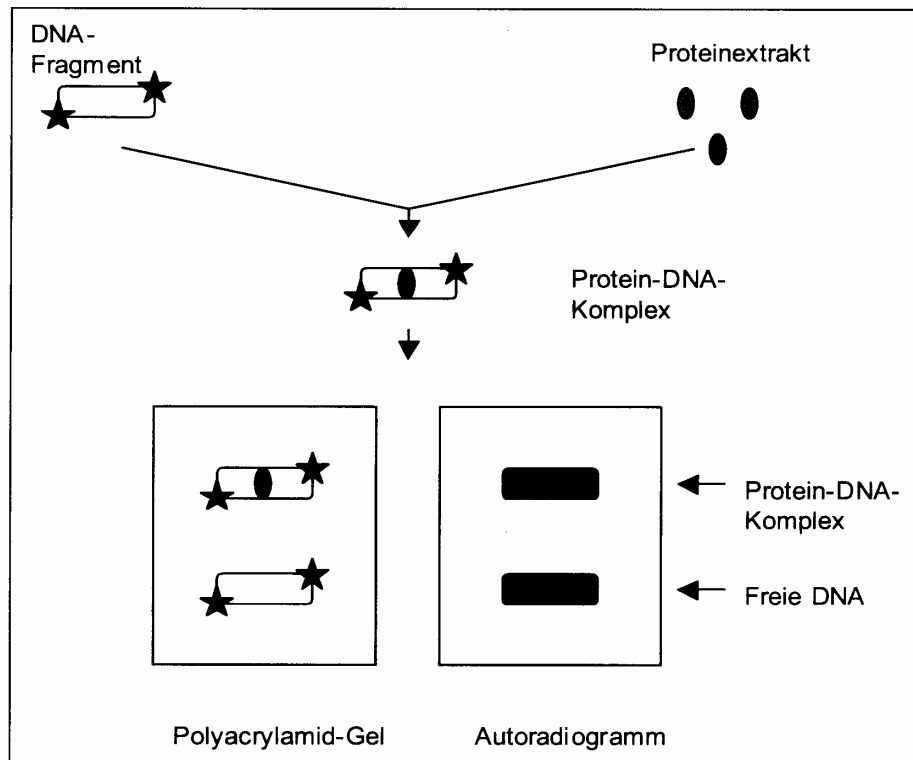 DNA-
Fragment
Proteinextrakt
Protein-DNA-
Komplex
Protein-DNA-
Komplex
Freie DNA
Polyacrylamid-Gel
Autoradiogramm